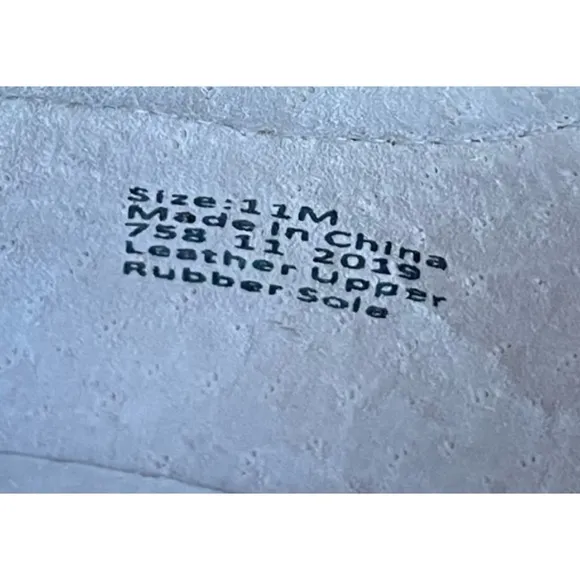 Size:11M
Made in China
758 11 2019
Leather Upper
Rubber Sole